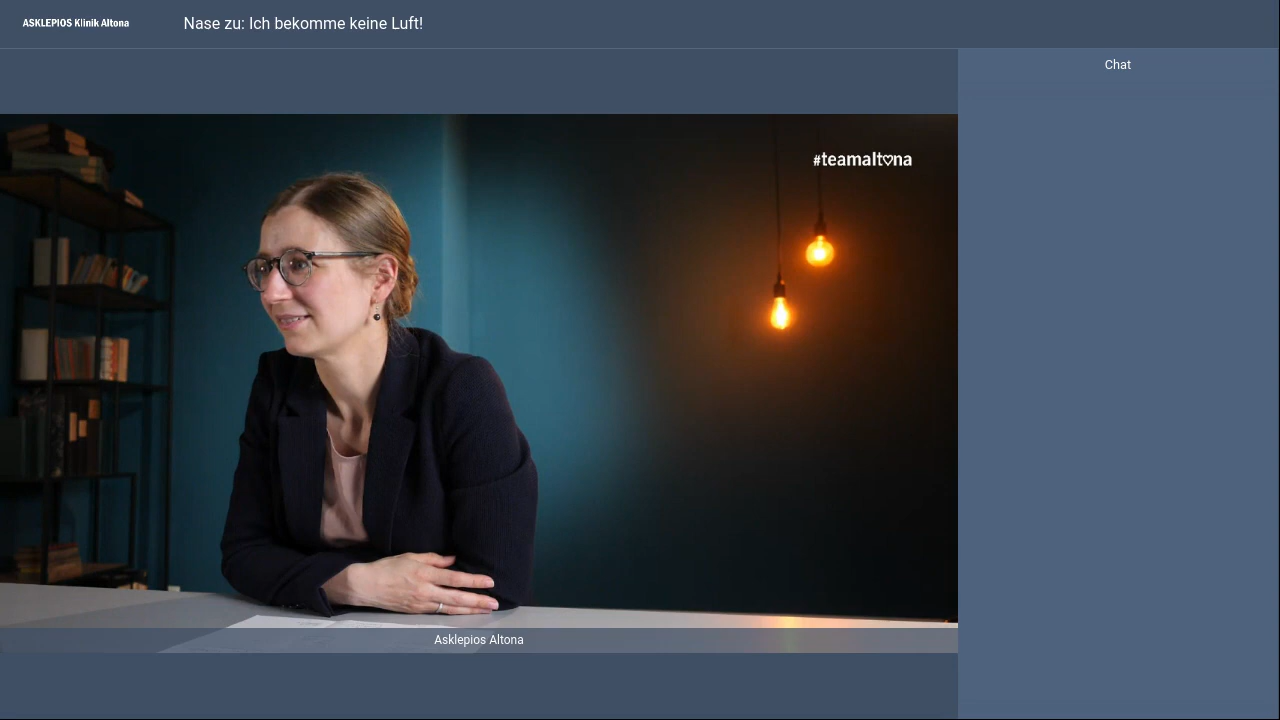 ASKLEPIOS Klinik Altona
Nase zu: Ich bekomme keine Luft!
Chat
#teamaltona
Asklepios Altona